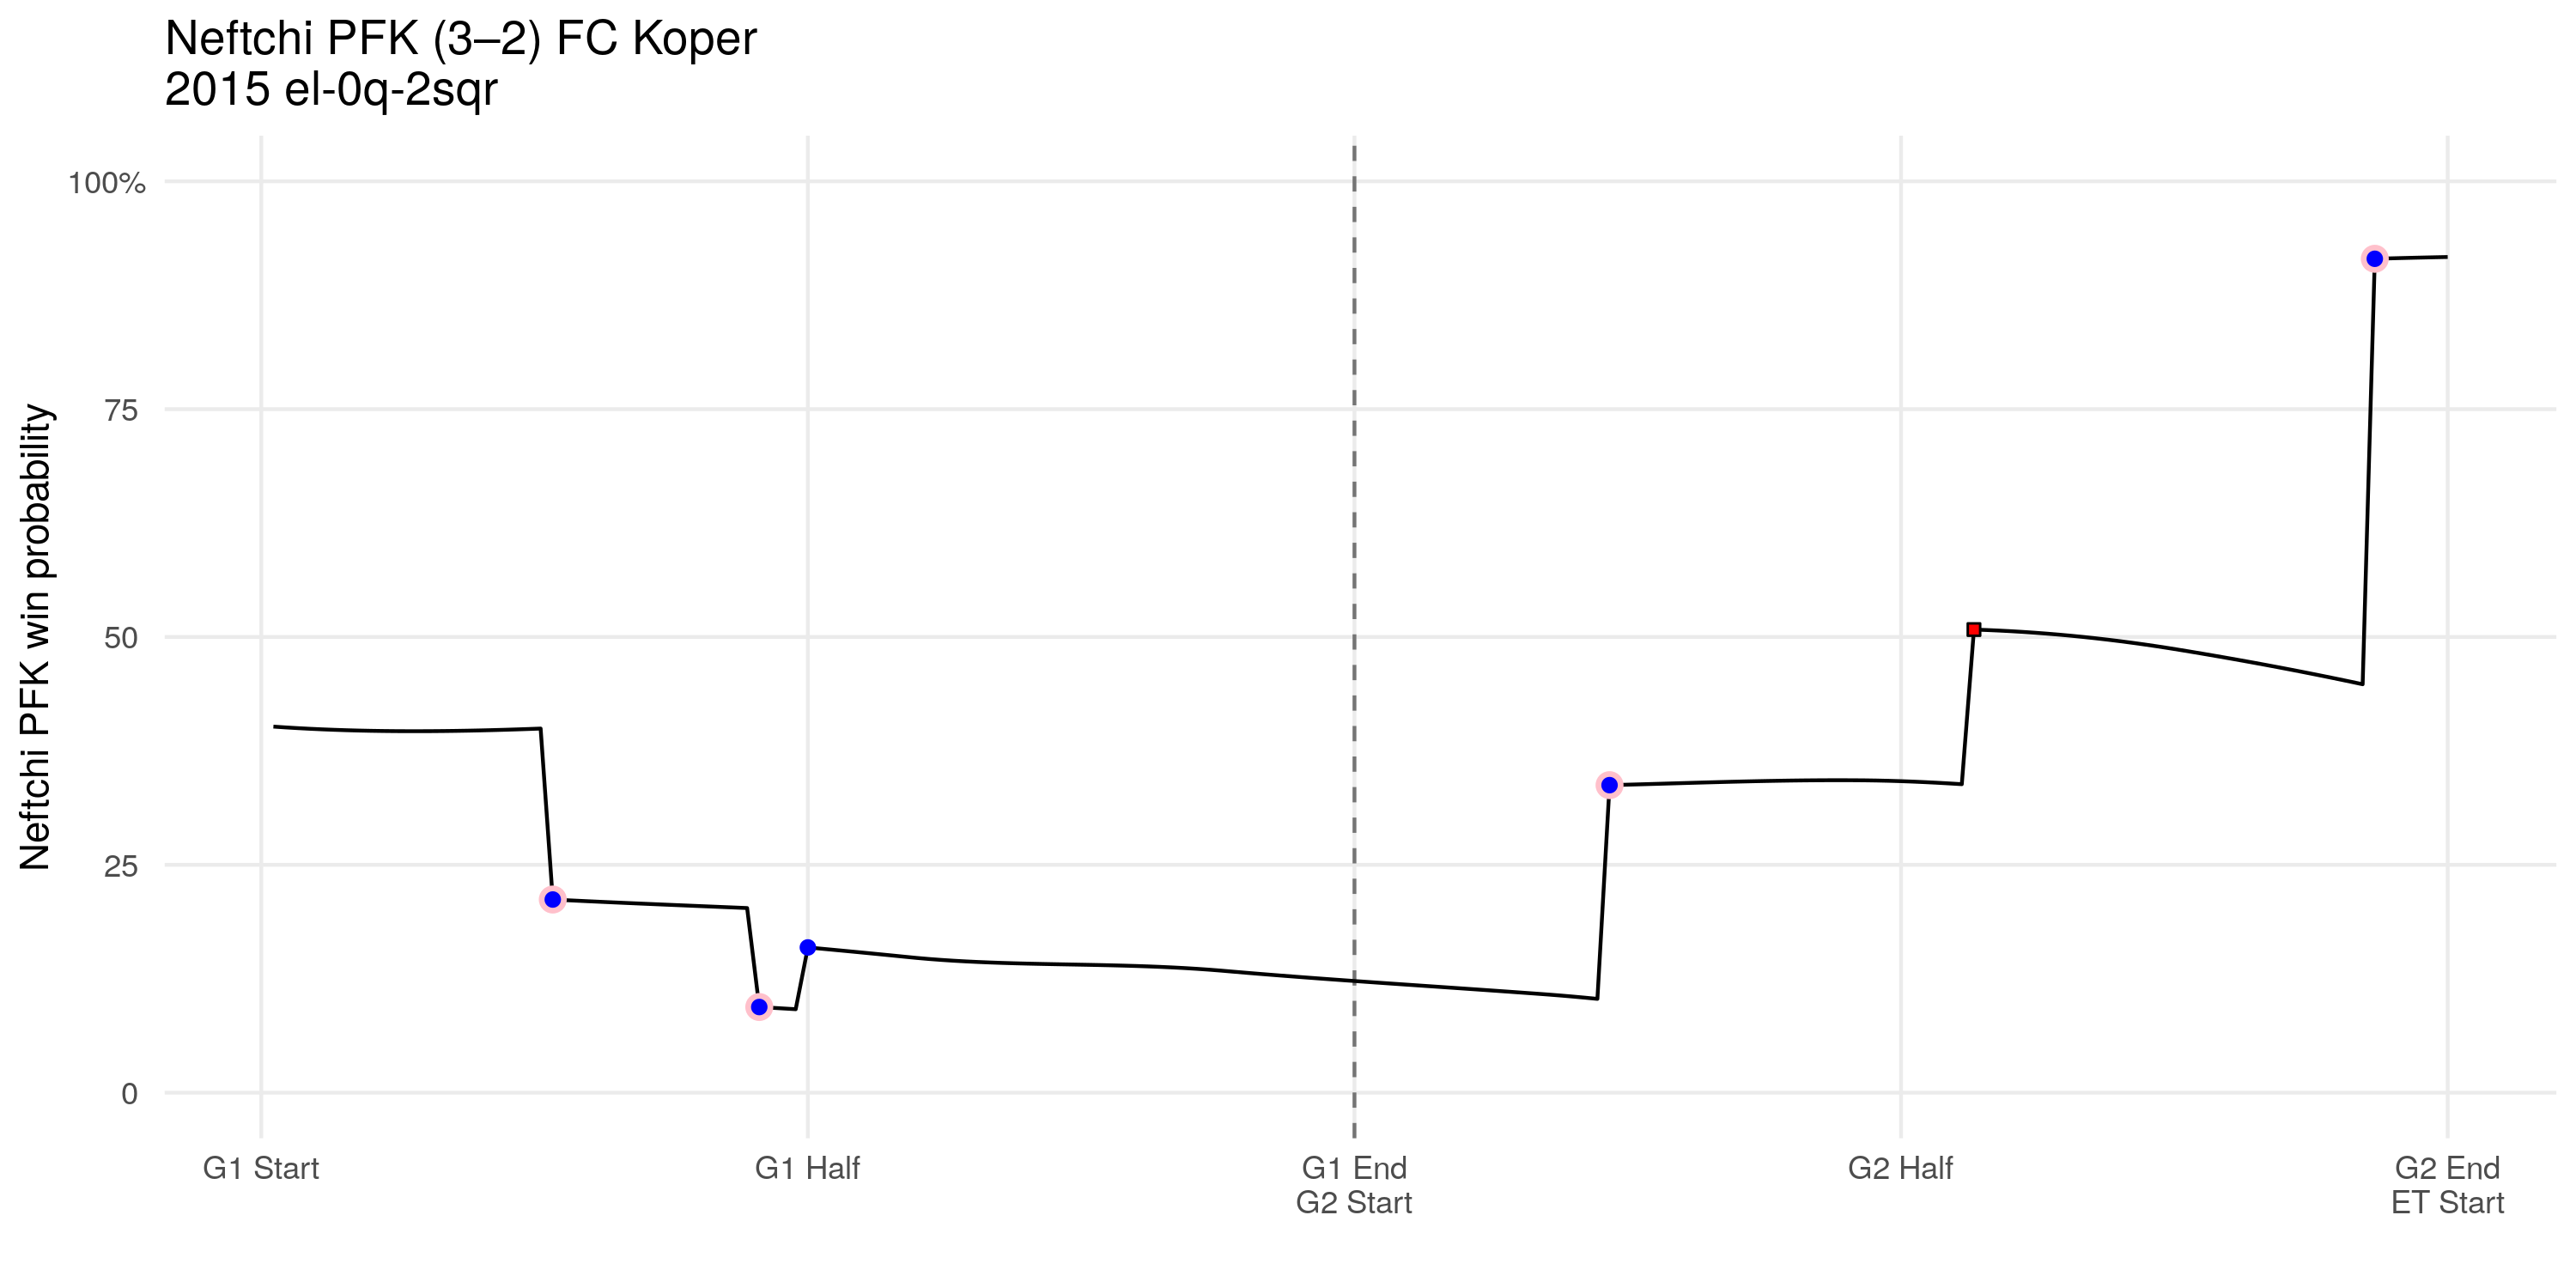 Neftchi PFK (3–2) FC Koper
2015 el-0q-2sqr
Neftchi PFK win probability
100%
75
50
25
0
G1 Start
G1 Half
G1 End
G2 Start
G2 Half
G2 End
ET Start